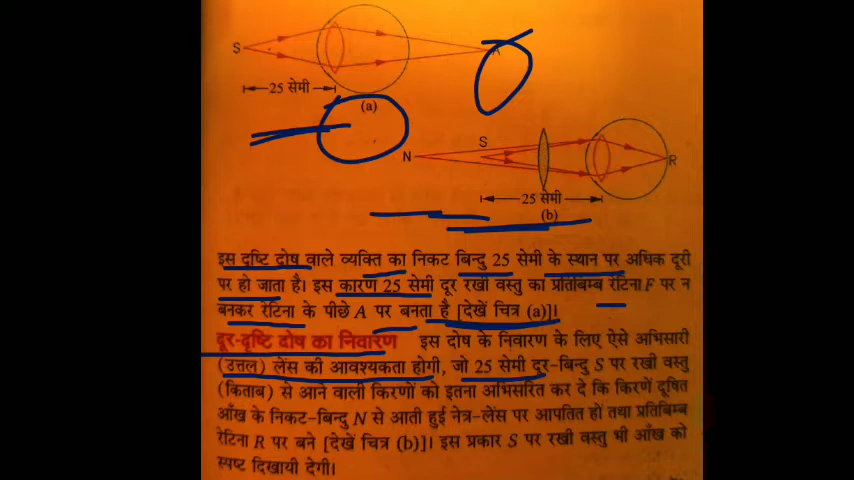 S
A
25 सेमी
(a)
S
N
R
25 सेमी
(b)
इस दृष्टि दोष वाले व्यक्ति का निकट बिन्दु 25 सेमी के स्थान पर अधिक दूरी
पर हो जाता है। इस कारण 25 सेमी दूर रखी वस्तु का प्रतिबिम्ब रेटिना F पर न
बनकर रेटिना के पीछे A पर बनता है [देखें चित्र (a)]।
दूर-दृष्टि दोष का निवारण इस दोष के निवारण के लिए ऐसे अभिसारी
(उत्तल) लेंस की आवश्यकता होगी, जो 25 सेमी दूर-बिन्दु S पर रखी वस्तु
(किताब) से आने वाली किरणों को इतना अभिसरित कर दे कि किरणें दूषित
आँख के निकट-बिन्दु N से आती हुई नेत्र-लेंस पर आपतित हों तथा प्रतिबिम्ब
रेटिना R पर बने [देखें चित्र (b)]। इस प्रकार S पर रखी वस्तु भी आँख को
स्पष्ट दिखायी देगी।